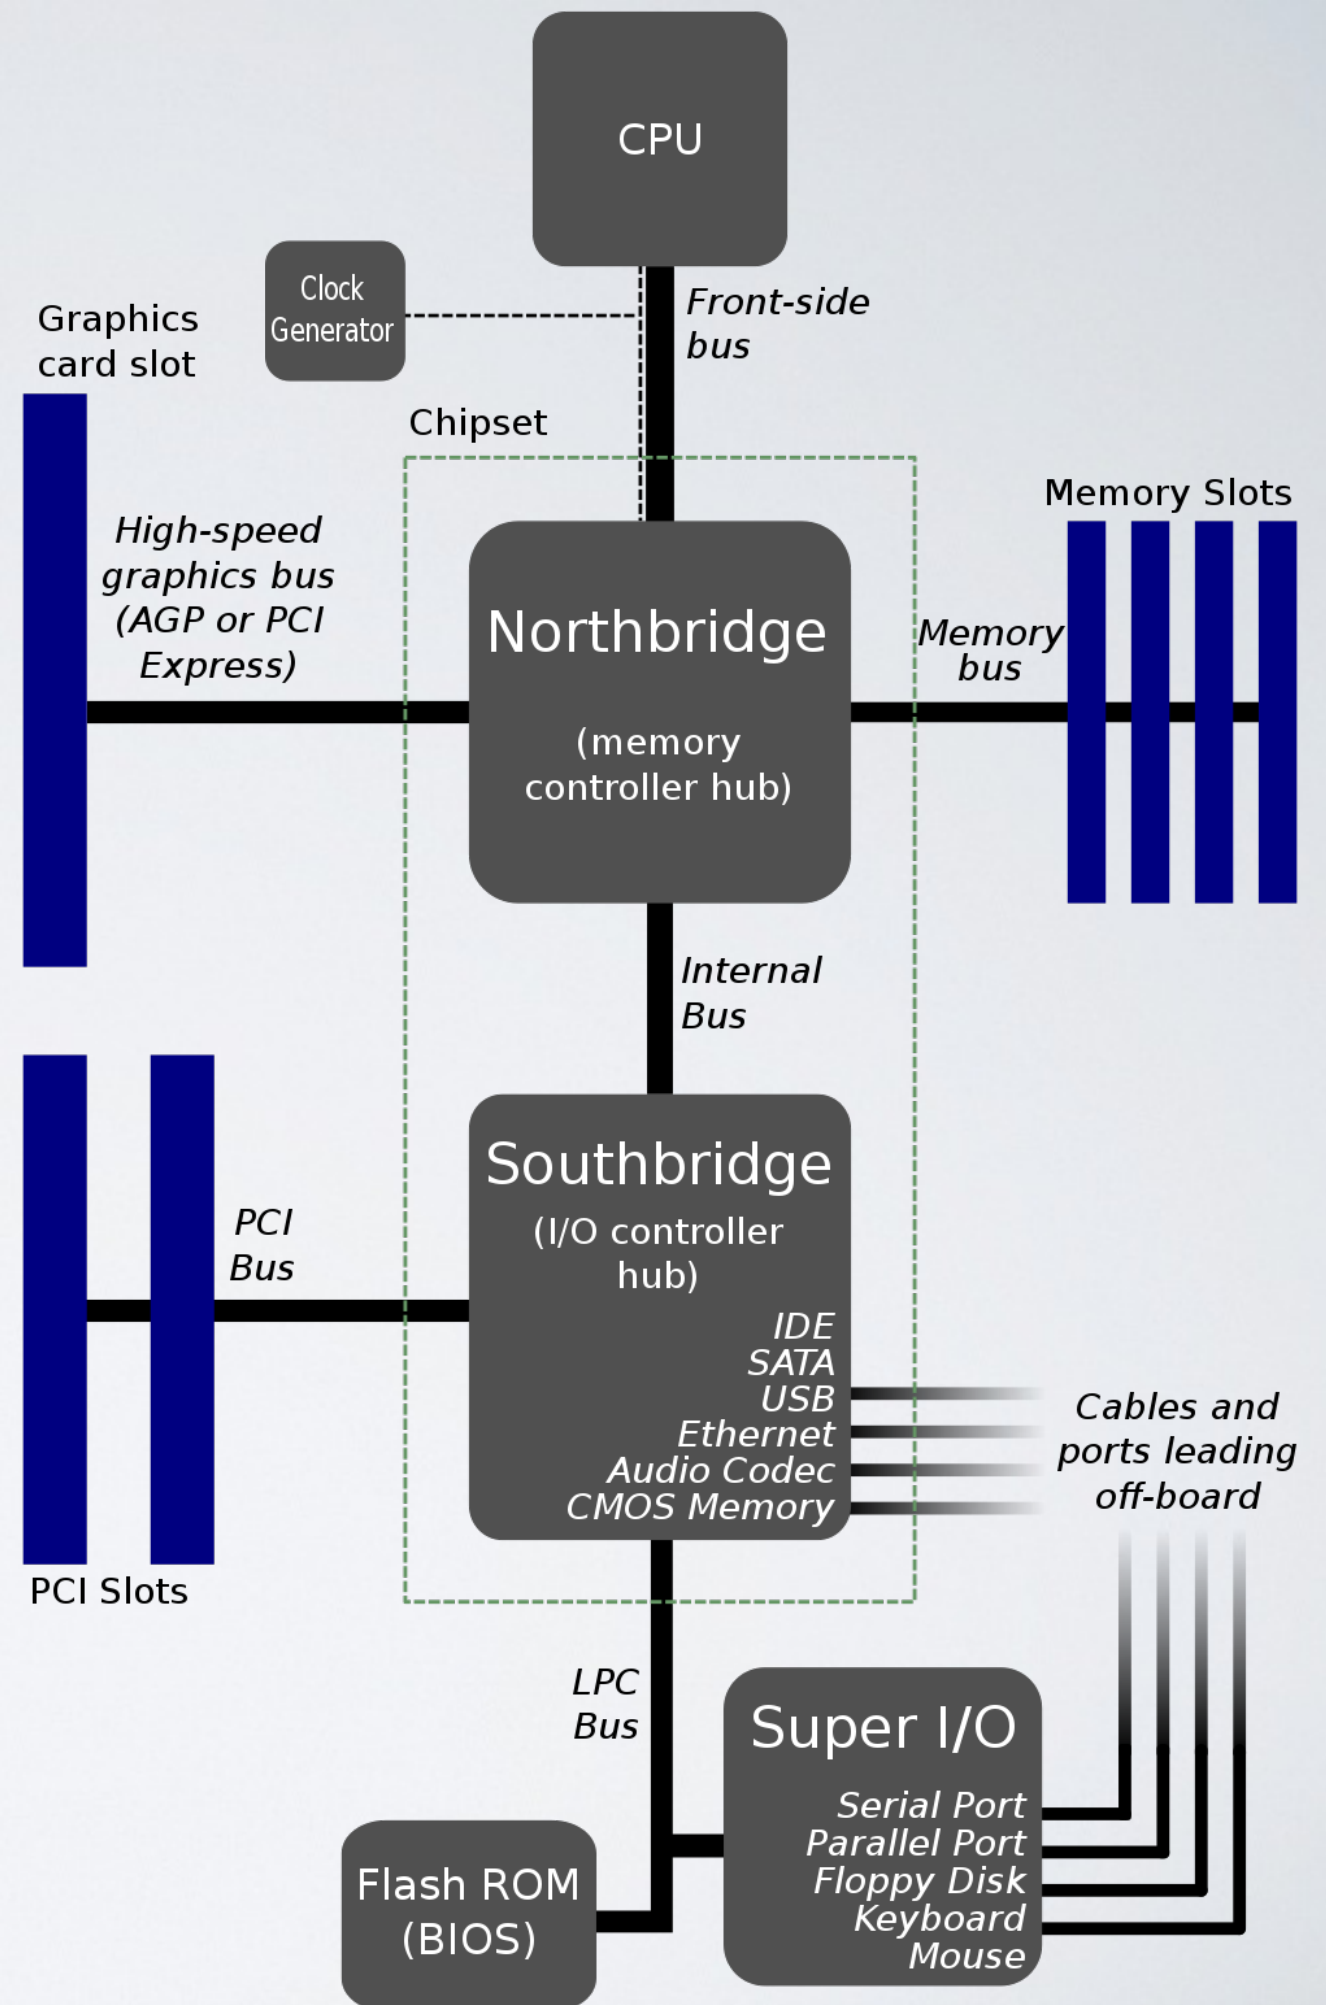 CPU
Clock
Generator
Front-side
bus
Graphics
card slot
Chipset
High-speed
graphics bus
(AGP or PCI
Express)
Memory Slots
Northbridge
(memory
controller hub)
Memory
bus
Internal
Bus
Southbridge
(I/O controller
hub)
IDE
SATA
USB
Ethernet
Audio Codec
CMOS Memory
PCI
Bus
PCI Slots
Cables and
ports leading
off-board
LPC
Bus
Super I/O
Serial Port
Parallel Port
Floppy Disk
Keyboard
Mouse
Flash ROM
(BIOS)